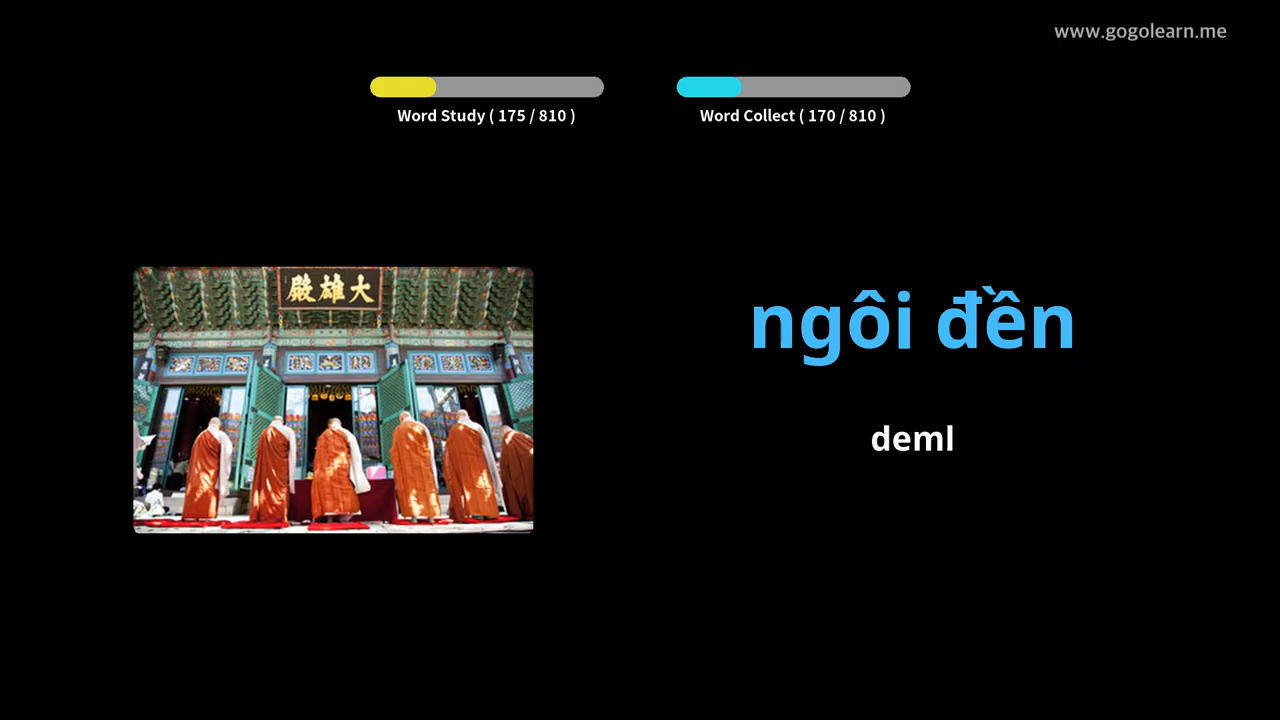 www.gogolearn.me
Word Study ( 175 / 810 )
Word Collect ( 170 / 810 )
殿雄大
ngôi đền
deml